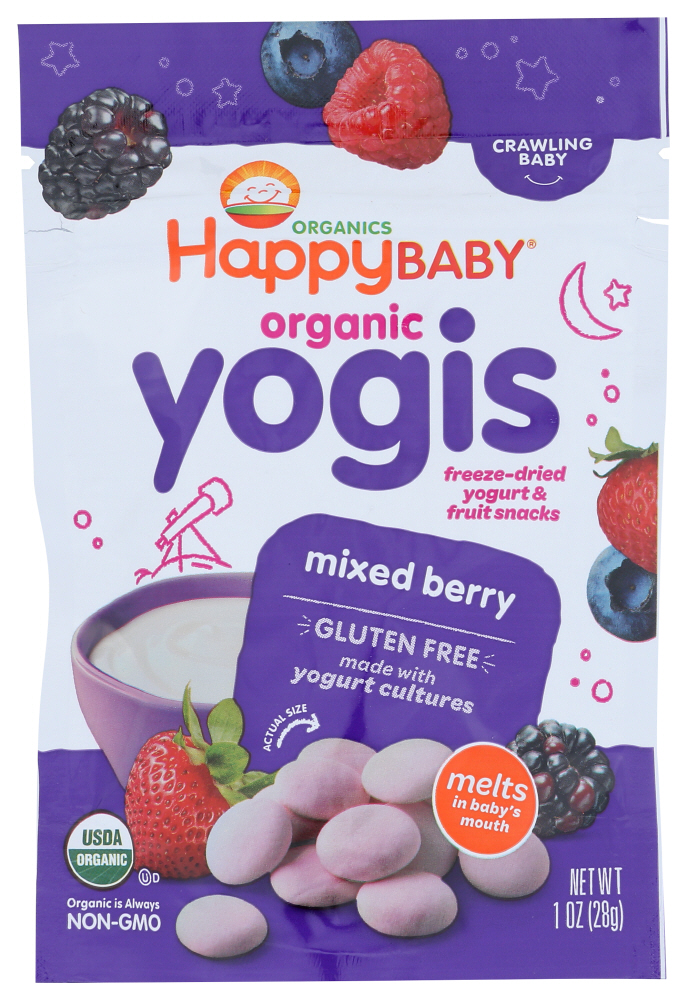 CRAWLING
BABY
ORGANICS
HappyBABY®
organic
yogis
freeze-dried
yogurt &
fruit snacks
mixed berry
GLUTEN FREE
made with
yogurt cultures
ACTUAL SIZE
melts
in baby's
mouth
USDA
ORGANIC
U D
Organic is Always
NON-GMO
NET WT
1 OZ (28g)